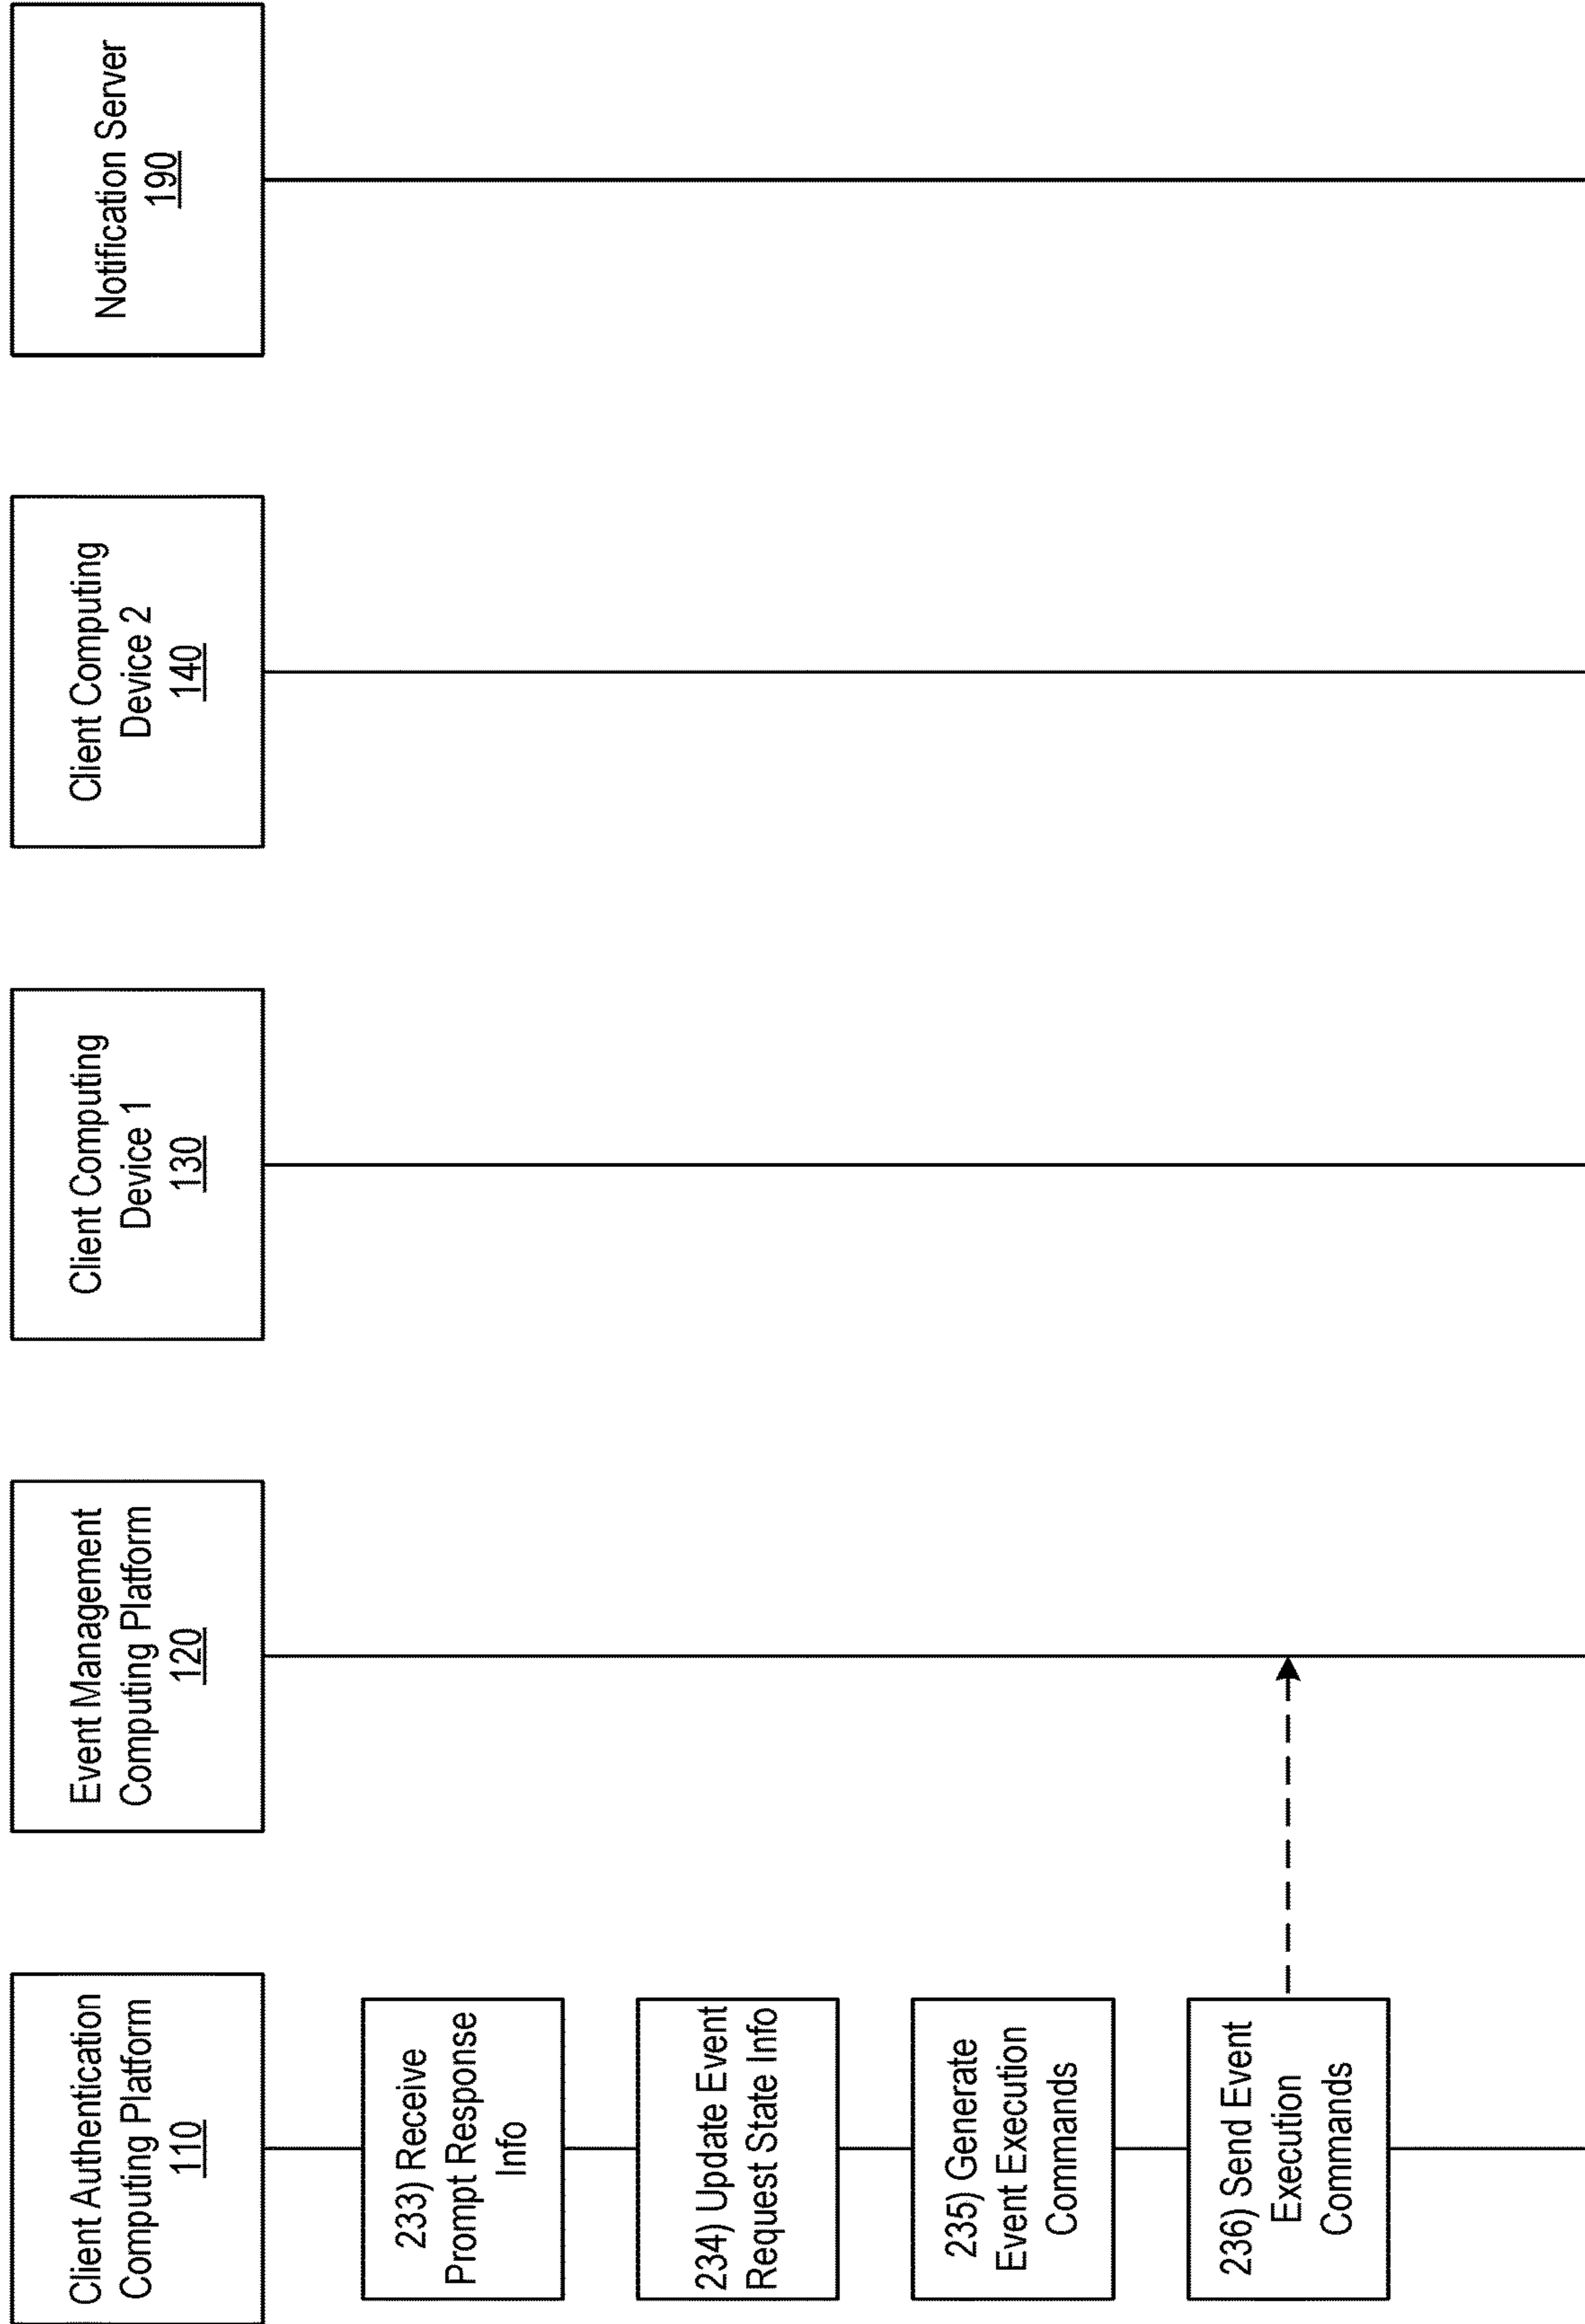 Client Authentication
Computing Platform
110
Event Management
Computing Platform
120
Client Computing
Device 1
130
Client Computing
Device 2
140
Notification Server
190
233) Receive
Prompt Response
Info
234) Update Event
Request State Info
235) Generate
Event Execution
Commands
236) Send Event
Execution
Commands